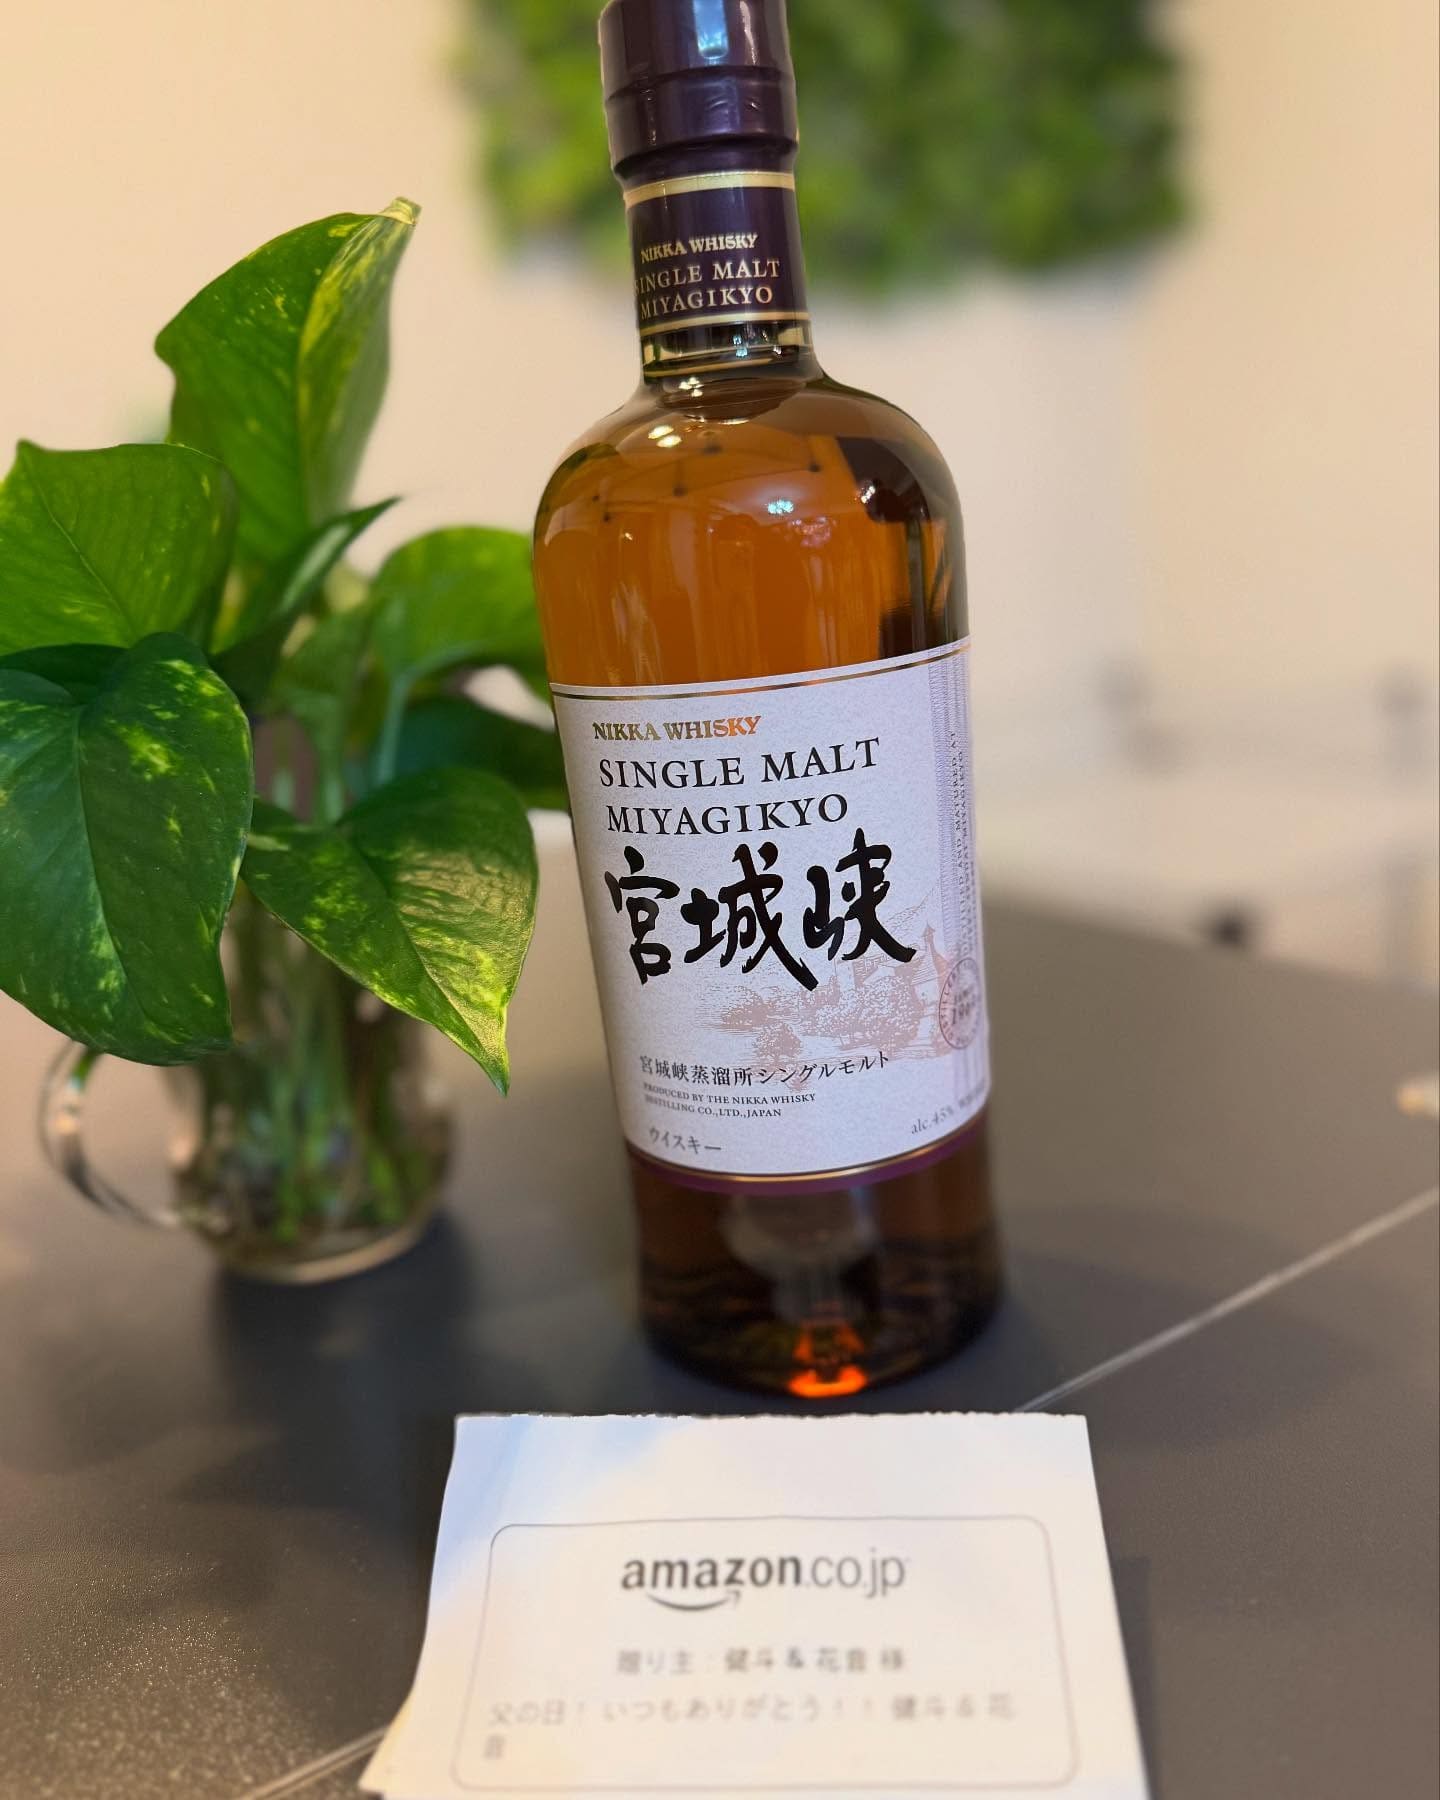 NIKKA WHISKY
SINGLE MALT
MIYAGIKYO
NIKKA WHISKY
SINGLE MALT
MIYAGIKYO
宮城峡
宮城峡蒸溜所シングルモルト
PRODUCED BY THE NIKKA WHISKY
DISTILLING CO.,LTD.,JAPAN
ウイスキー
alc.45%
amazon.co.jp
贈り主：健斗 & 花音 様
父の日！いつもありがとう！！ 健斗 & 花
音